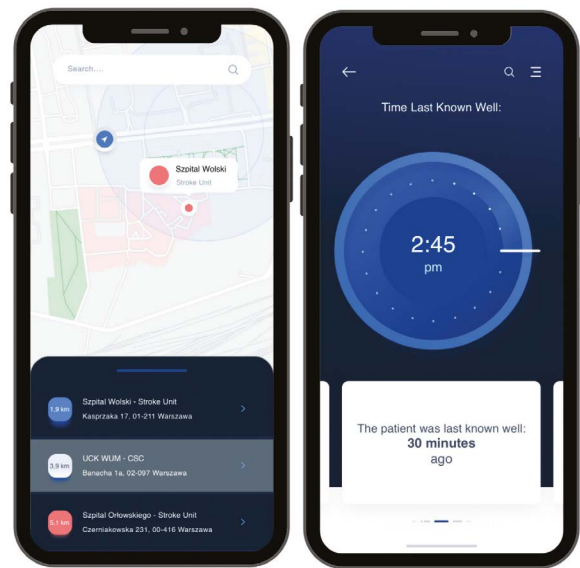 Search....
Szpital Wolski
Stroke Unit
1,9 km
Szpital Wolski - Stroke Unit
Kasprzaka 17, 01-211 Warszawa
3,9 km
UCK WUM - CSC
Banacha 1a, 02-097 Warszawa
5,1 km
Szpital Orłowskiego - Stroke Unit
Czerniakowska 231, 00-416 Warszawa
Time Last Known Well:
2:45
pm
The patient was last known well:
30 minutes
ago